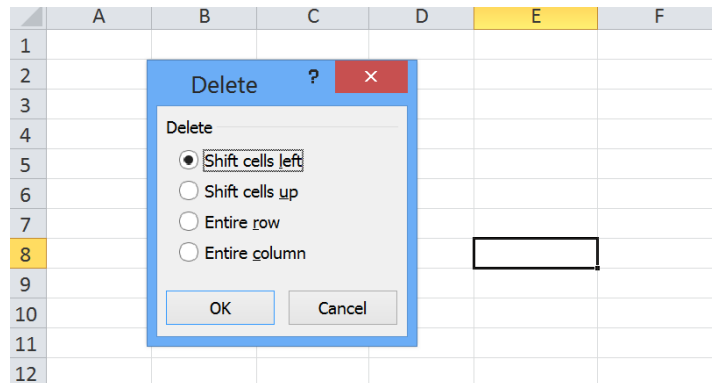 A B C D E F
1
2
Delete ? ×
3
4
Delete
5
Shift cells left
6
Shift cells up
7
Entire row
8
Entire column
9
10
OK Cancel
11
12